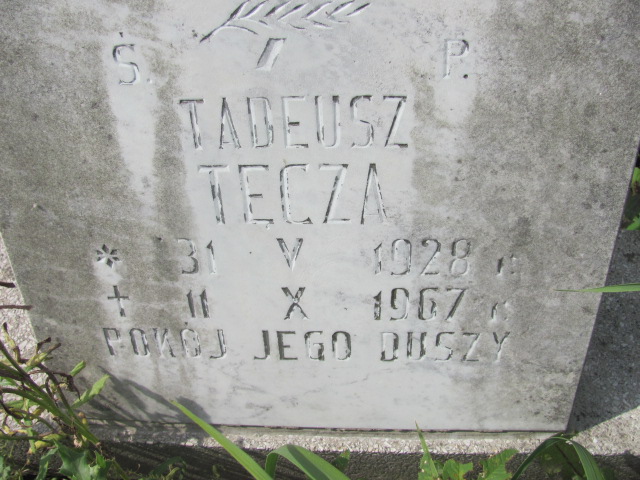 Ś. P.
TADEUSZ
TĘCZA
* 31 V 1928 r.
+ 11 X 1967 r.
POKÓJ JEGO DUSZY